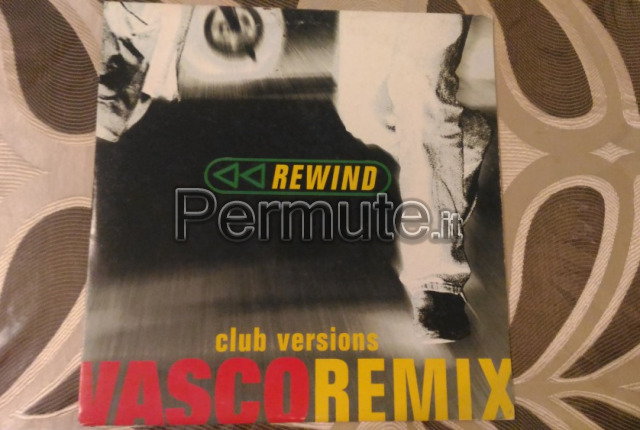 REWIND
Permute.it
club versions
VASCOREMIX